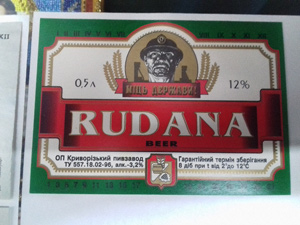 0,5 л
12%
МІЦЬ ДЕРЖАВИ
RUDANA
BEER
ОП Криворізький пивзавод
ТУ 557.18.02-96, алк.-3,2%
Гарантійний термін зберігання
8 діб при t від 2° до 12°С